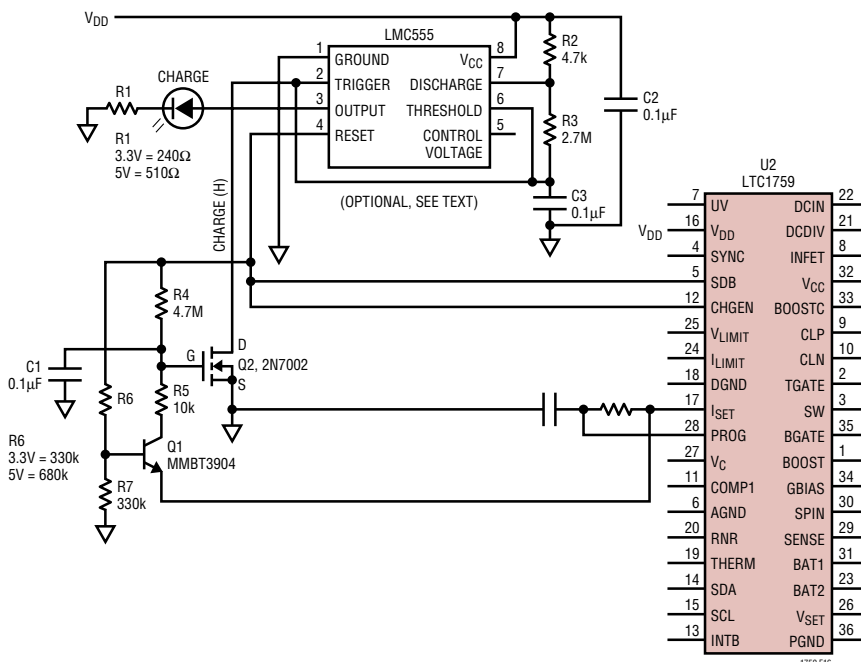 VDD
LMC555
1 GROUND
2 TRIGGER
3 OUTPUT
4 RESET
VCC 8
DISCHARGE 7
THRESHOLD 6
CONTROL VOLTAGE 5
R2
4.7k
R3
2.7M
C2
0.1µF
C3
0.1µF
CHARGE
R1
R1
3.3V = 240Ω
5V = 510Ω
(OPTIONAL, SEE TEXT)
CHARGE (H)
R4
4.7M
C1
0.1µF
G
D
Q2, 2N7002
S
R5
10k
R6
R6
3.3V = 330k
5V = 680k
Q1
MMBT3904
R7
330k
U2
LTC1759
VDD
7 UV
16 VDD
4 SYNC
5 SDB
12 CHGEN
25 VLIMIT
24 ILIMIT
18 DGND
17 ISET
28 PROG
27 VC
11 COMP1
6 AGND
20 RNR
19 THERM
14 SDA
15 SCL
13 INTB
DCIN 22
DCDIV 21
INFET 8
VCC 32
BOOSTC 33
CLP 9
CLN 10
TGATE 2
SW 3
BGATE 35
BOOST 1
GBIAS 34
SPIN 30
SENSE 29
BAT1 31
BAT2 23
VSET 26
PGND 36